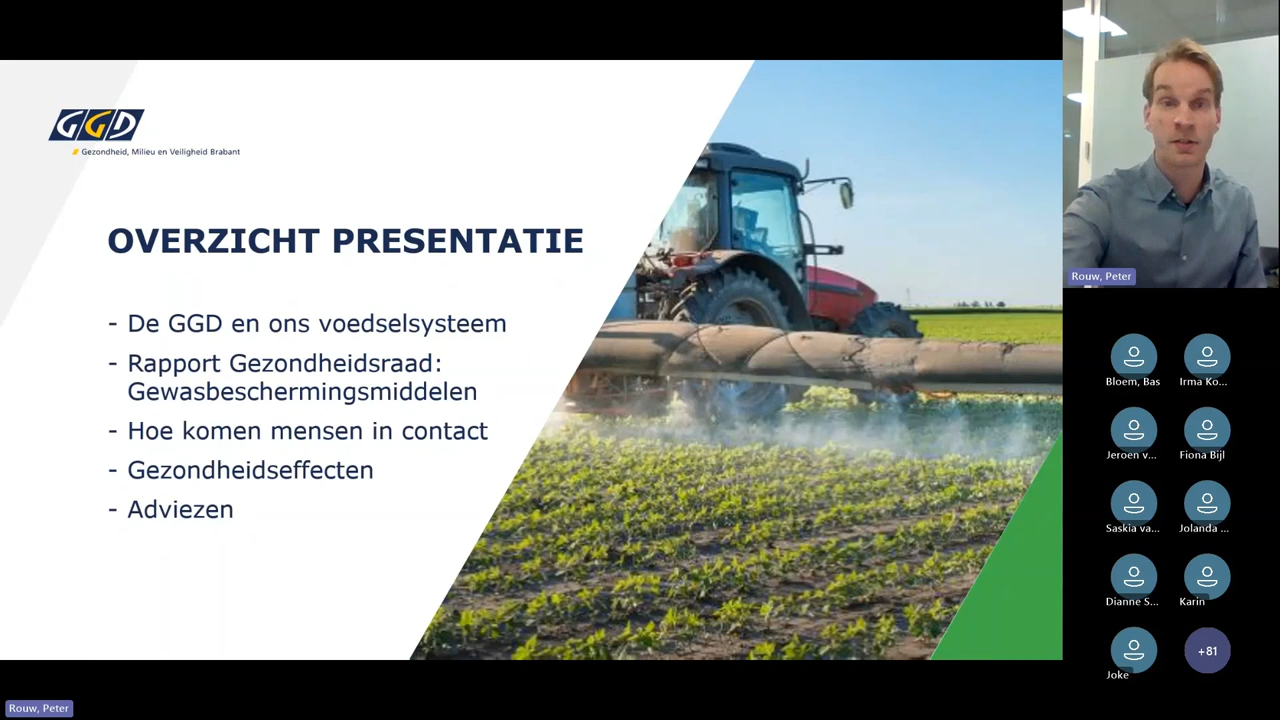 GGD
Gezondheid, Milieu en Veiligheid Brabant
OVERZICHT PRESENTATIE
- De GGD en ons voedselsysteem
- Rapport Gezondheidsraad:
Gewasbeschermingsmiddelen
- Hoe komen mensen in contact
- Gezondheidseffecten
- Adviezen
Rouw, Peter
Bloem, Bas
Irma Ko...
Jeroen v...
Fiona Bijl
Saskia va...
Jolanda ...
Dianne S...
Karin
Joke
+81
Rouw, Peter